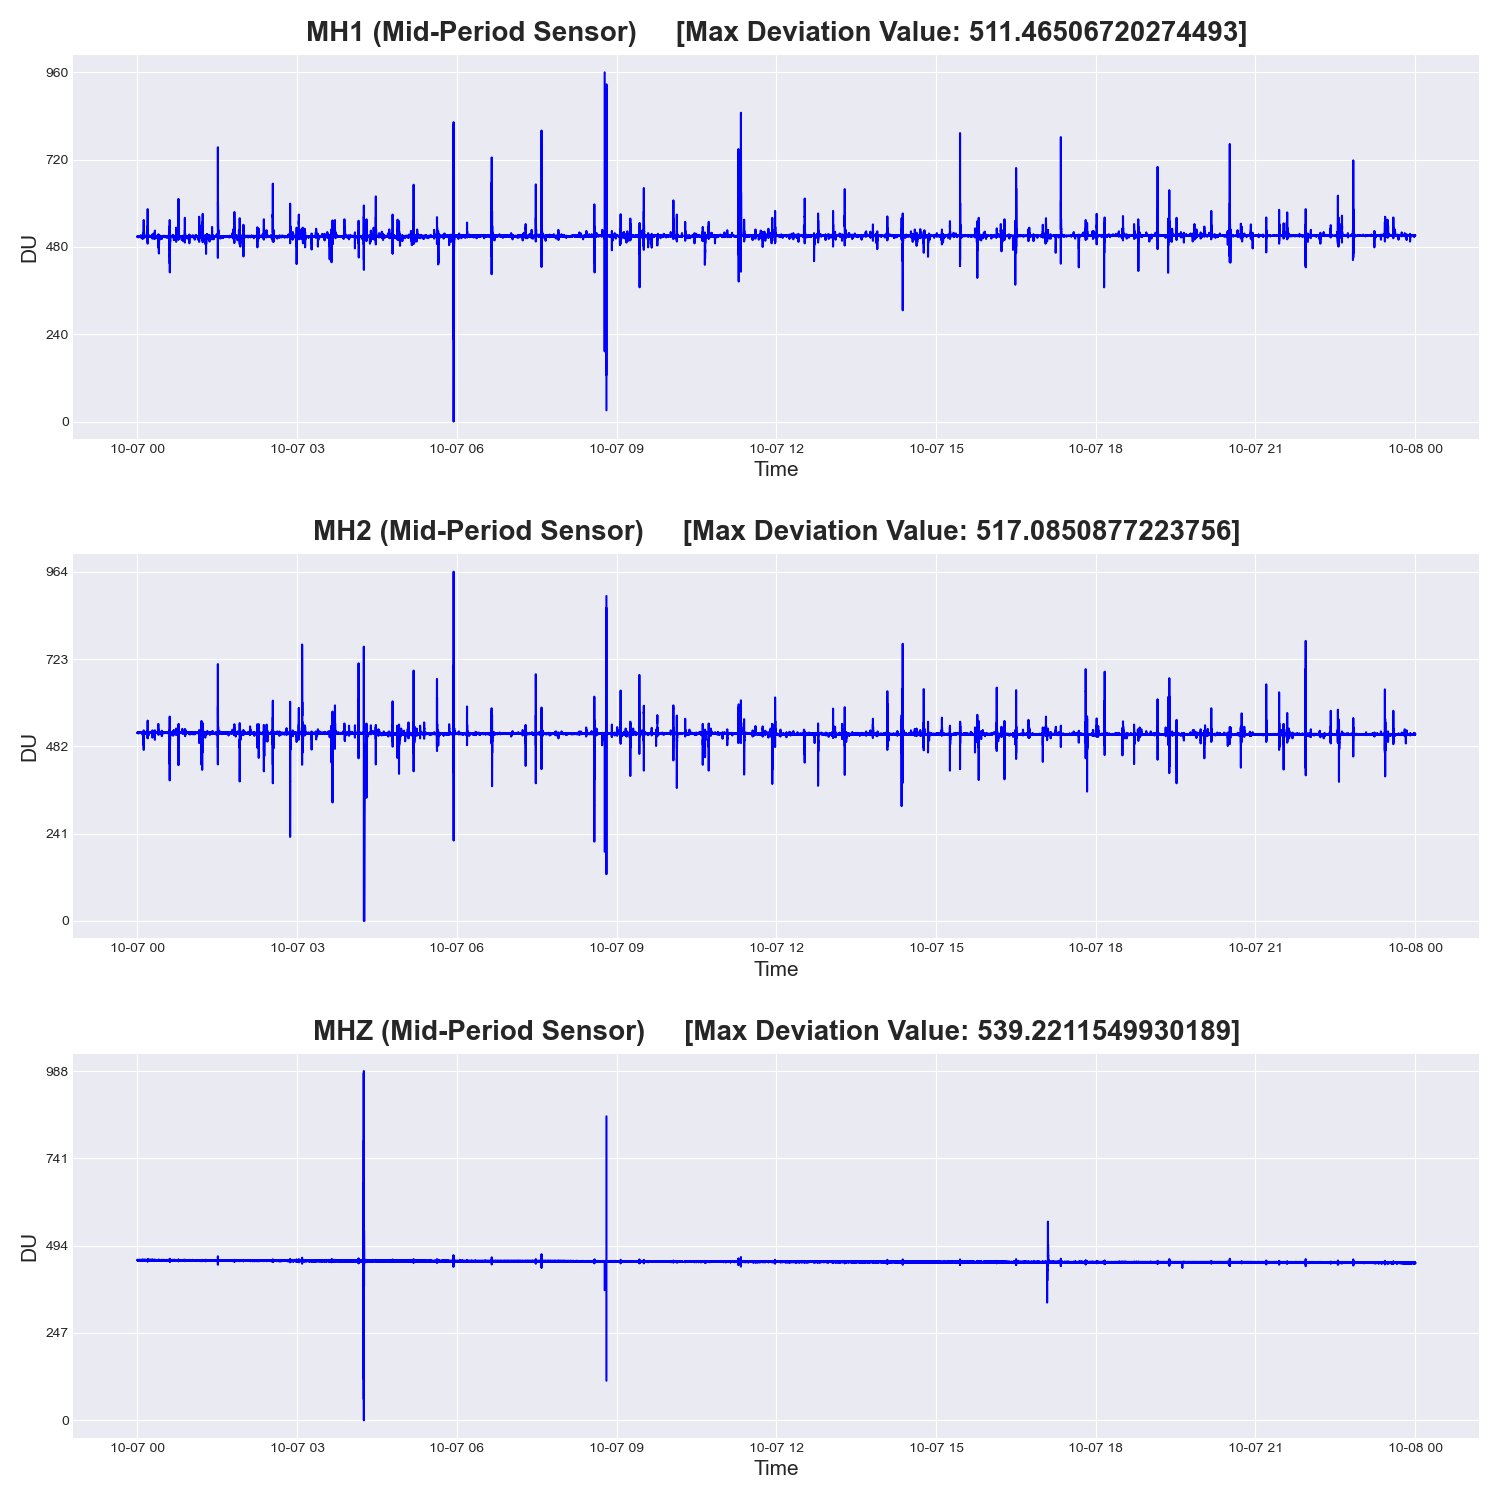 MH1 (Mid-Period Sensor) [Max Deviation Value: 511.46506720274493]
960
720
480
240
0
DU
10-07 00 10-07 03 10-07 06 10-07 09 10-07 12 10-07 15 10-07 18 10-07 21 10-08 00
Time
MH2 (Mid-Period Sensor) [Max Deviation Value: 517.0850877223756]
964
723
482
241
0
DU
10-07 00 10-07 03 10-07 06 10-07 09 10-07 12 10-07 15 10-07 18 10-07 21 10-08 00
Time
MHZ (Mid-Period Sensor) [Max Deviation Value: 539.2211549930189]
988
741
494
247
0
DU
10-07 00 10-07 03 10-07 06 10-07 09 10-07 12 10-07 15 10-07 18 10-07 21 10-08 00
Time